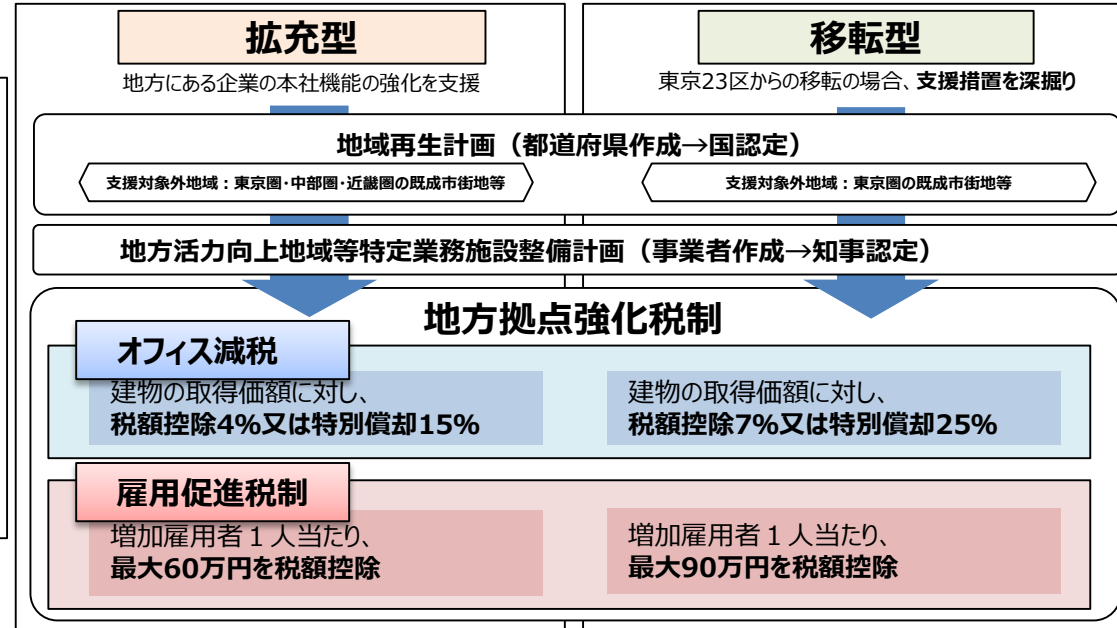 拡充型
地方にある企業の本社機能の強化を支援
移転型
東京23区からの移転の場合、支援措置を深掘り
地域再生計画（都道府県作成→国認定）
支援対象外地域：東京圏・中部圏・近畿圏の既成市街地等
支援対象外地域：東京圏の既成市街地等
地方活力向上地域等特定業務施設整備計画（事業者作成→知事認定）
地方拠点強化税制
オフィス減税
建物の取得価額に対し、
税額控除4%又は特別償却15%
建物の取得価額に対し、
税額控除7%又は特別償却25%
雇用促進税制
増加雇用者１人当たり、
最大60万円を税額控除
増加雇用者１人当たり、
最大90万円を税額控除